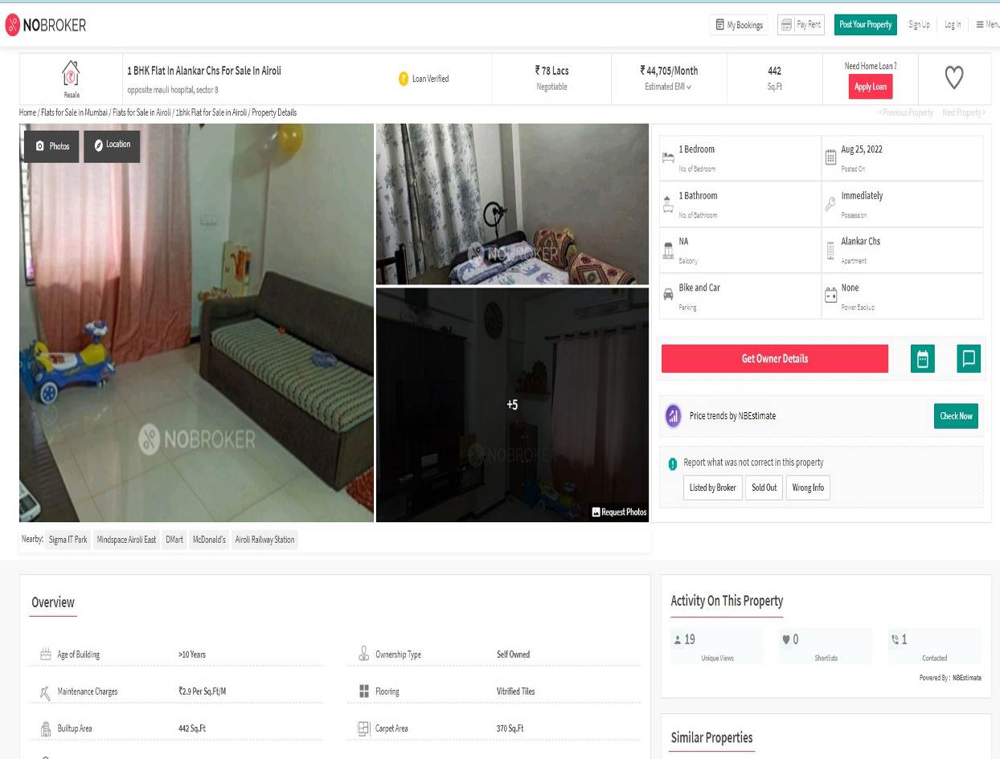 NOBROKER
My Bookings
Pay Rent
Post Your Property
Sign Up
Log in
Menu
Resale
1 BHK Flat In Alankar Chs For Sale In Airoli
opposite mauli hospital, sector 8
Loan Verified
₹ 78 Lacs
Negotiable
₹ 44,705/Month
Estimated EMI
442
Sq.Ft
Need Home Loan ?
Apply Loan
Home / Flats for Sale in Mumbai / Flats for Sale in Airoli / 1bhk Flat for Sale in Airoli / Property Details
< Previous Property
Next Property >
Photos
Location
NOBROKER
NOBROKER
+5
NOBROKER
Request Photos
1 Bedroom
No. of Bedroom
Aug 25, 2022
Posted On
1 Bathroom
No. of Bathroom
Immediately
Possession
NA
Balcony
Alankar Chs
Apartment
Bike and Car
Parking
None
Power Backup
Get Owner Details
Price trends by NBEstimate
Check Now
Report what was not correct in this property
Listed by Broker
Sold Out
Wrong Info
Nearby: Sigma IT Park Mindspace Airoli East DMart McDonald's Airoli Railway Station
Overview
Age of Building >10 Years
Ownership Type Self Owned
Maintenance Charges ₹2.9 Per Sq.Ft/M
Flooring Vitrified Tiles
Builtup Area 442 Sq.Ft
Carpet Area 370 Sq.Ft
Activity On This Property
19
Unique Views
0
Shortlists
1
Contacted
Powered By : NBEstimate
Similar Properties